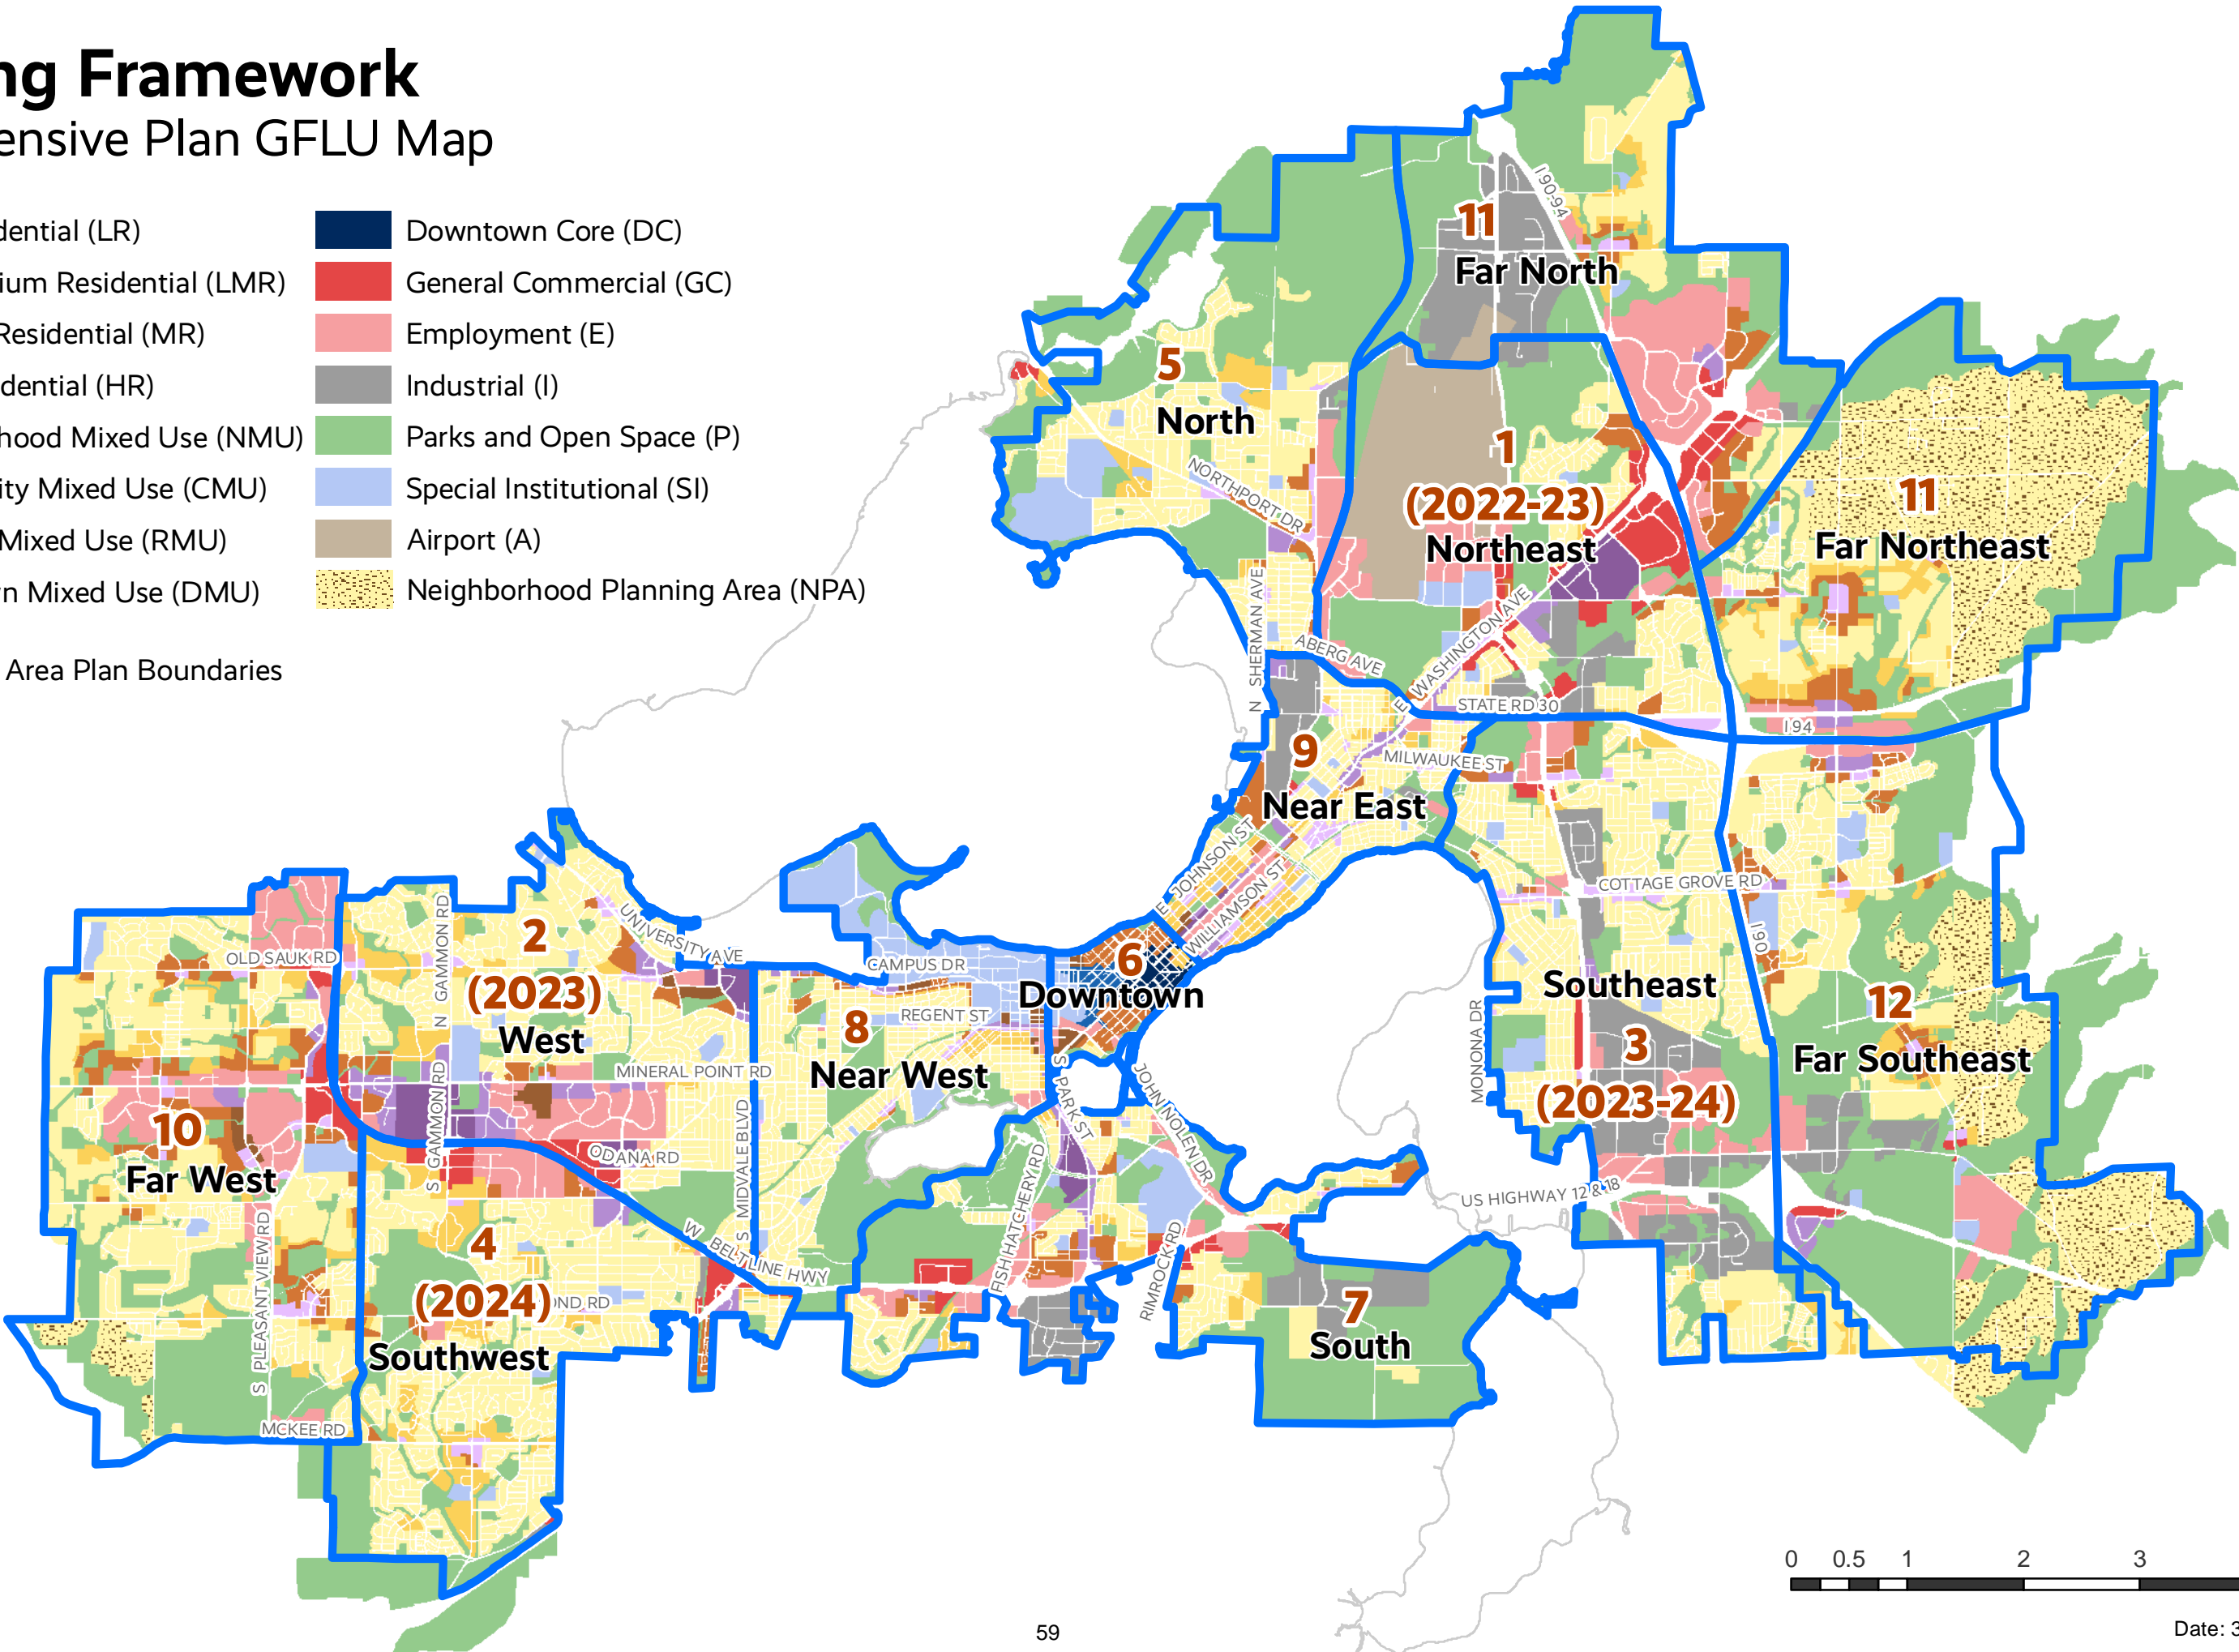 ng Framework
ensive Plan GFLU Map
dential (LR)
ium Residential (LMR)
Residential (MR)
dential (HR)
hood Mixed Use (NMU)
ity Mixed Use (CMU)
Mixed Use (RMU)
n Mixed Use (DMU)
Area Plan Boundaries
Downtown Core (DC)
General Commercial (GC)
Employment (E)
Industrial (I)
Parks and Open Space (P)
Special Institutional (SI)
Airport (A)
Neighborhood Planning Area (NPA)
I 90-94
11
Far North
5
North
NORTHPORT DR
1
(2022-23)
Northeast
11
Far Northeast
N SHERMAN AVE
ABERG AVE
E WASHINGTON AVE
STATE RD 30
I 94
9
Near East
MILWAUKEE ST
E JOHNSON ST
WILLIAMSON ST
COTTAGE GROVE RD
I 90
2
(2023)
West
N GAMMON RD
UNIVERSITY AVE
OLD SAUK RD
CAMPUS DR
REGENT ST
6
Downtown
8
Near West
MINERAL POINT RD
S GAMMON RD
ODANA RD
S MIDVALE BLVD
S PARK ST
JOHN NOLEN DR
MONONA DR
Southeast
3
(2023-24)
12
Far Southeast
10
Far West
S PLEASANT VIEW RD
4
(2024)
Southwest
OND RD
W BELTLINE HWY
FISH HATCHERY RD
RIMROCK RD
US HIGHWAY 12 & 18
7
South
MCKEE RD
0 0.5 1 2 3
59
Date: 3